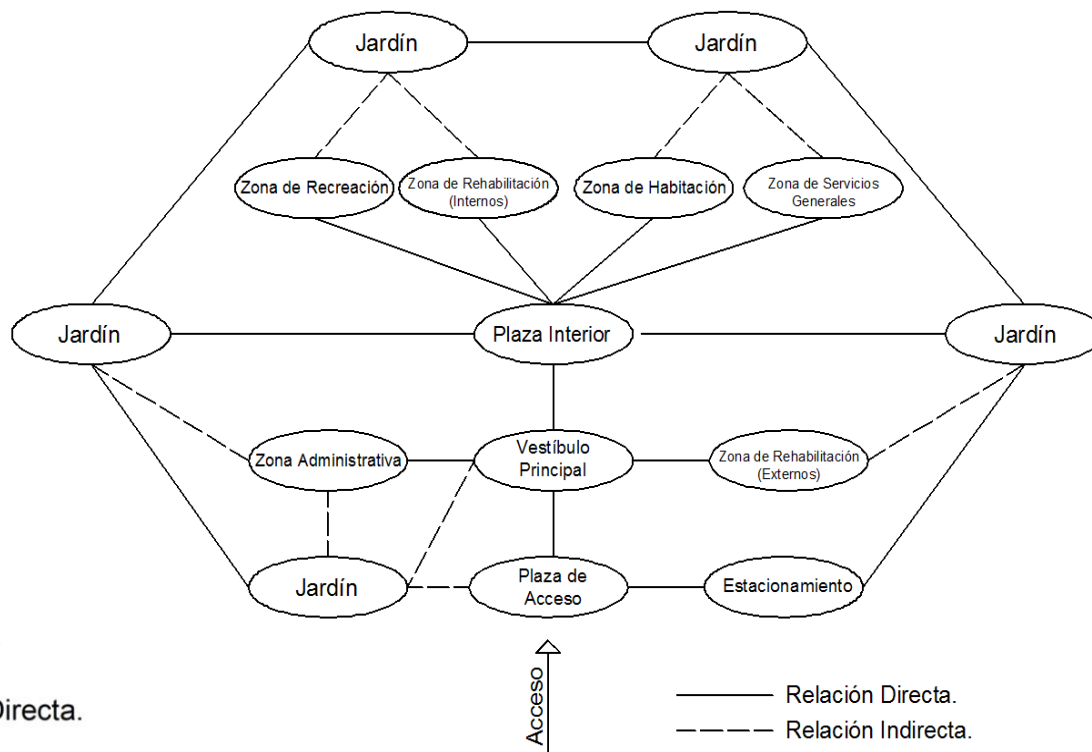 Jardín
Jardín
Zona de Recreación
Zona de Rehabilitación
(Internos)
Zona de Habitación
Zona de Servicios
Generales
Jardín
Plaza Interior
Jardín
Zona Administrativa
Vestíbulo
Principal
Zona de Rehabilitación
(Externos)
Jardín
Plaza de
Acceso
Estacionamiento
Acceso
Directa.
Relación Directa.
Relación Indirecta.